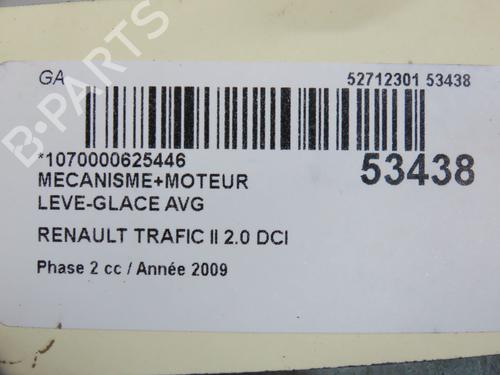 GA 52712301 53438
*1070000625446
53438
MECANISME+MOTEUR
LEVE-GLACE AVG
RENAULT TRAFIC II 2.0 DCI
Phase 2 cc / Année 2009
B-PARTS